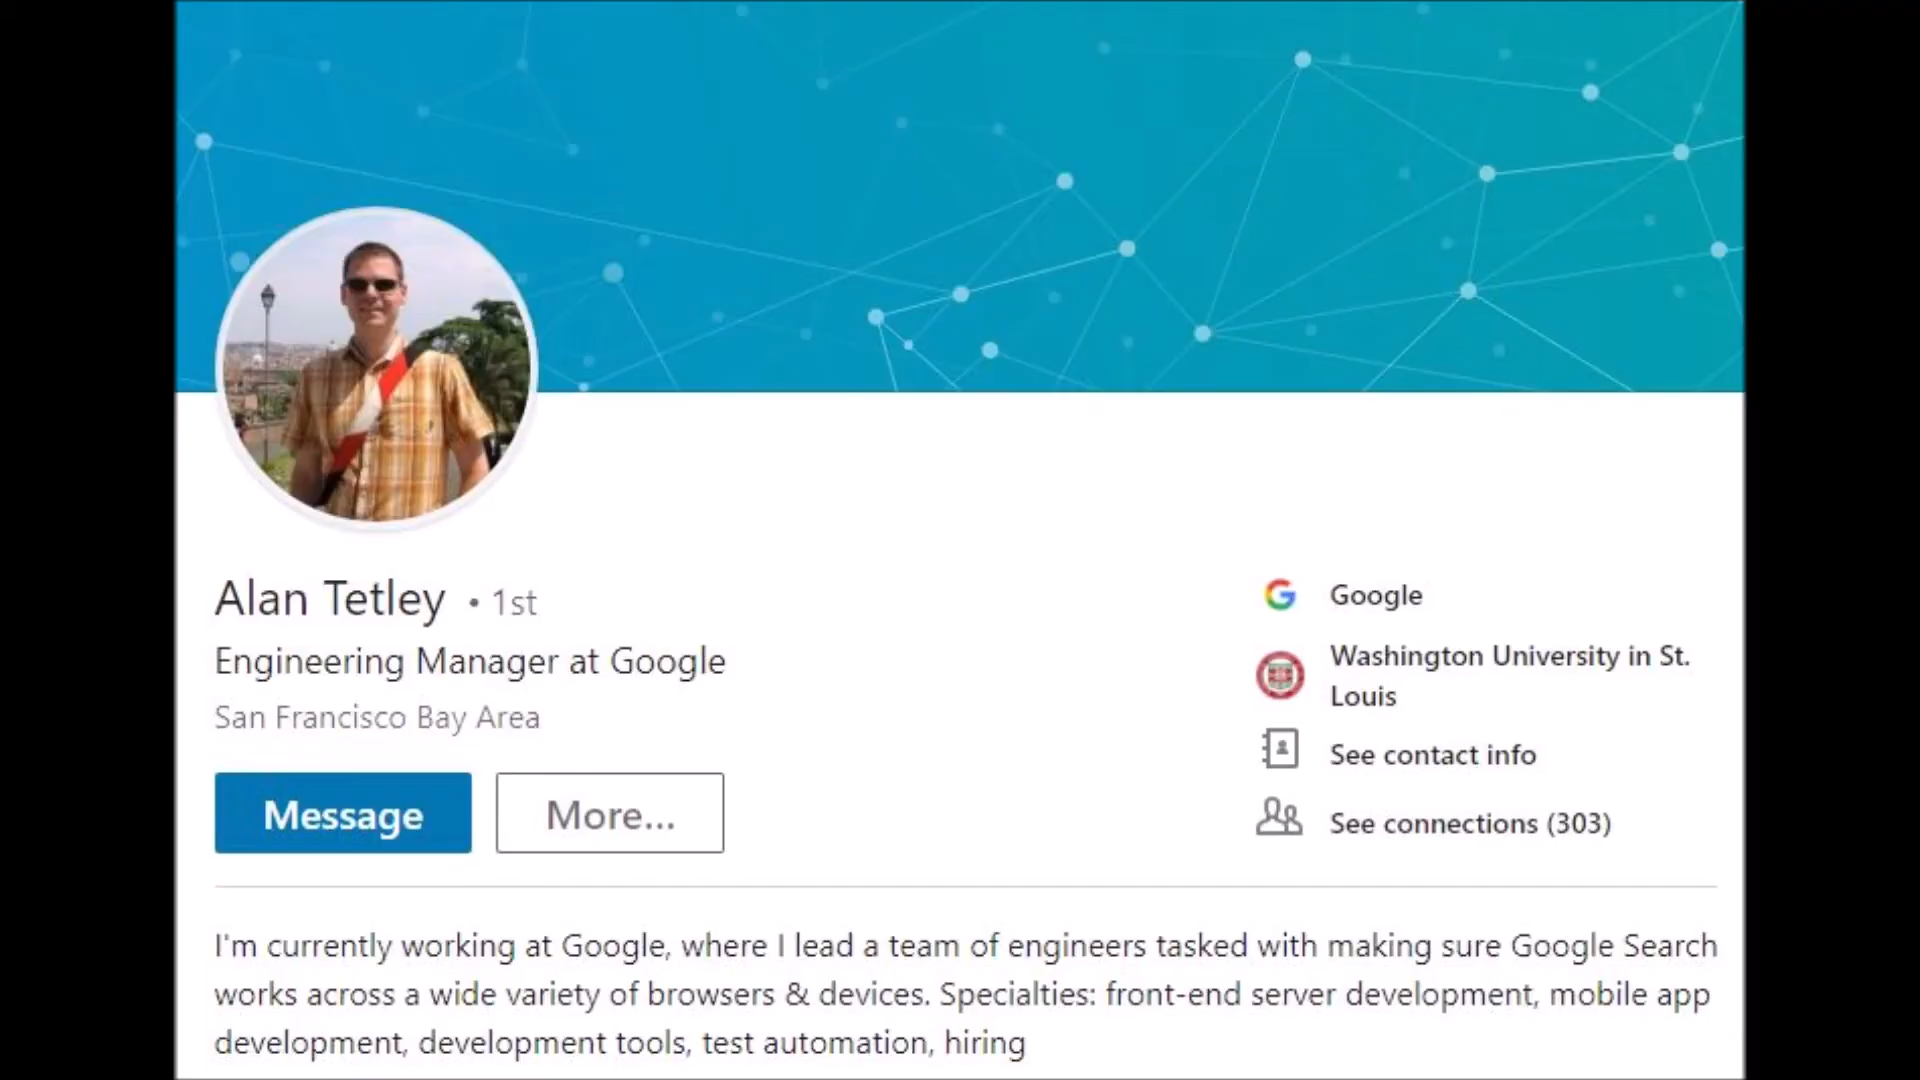 Alan Tetley • 1st
Engineering Manager at Google
San Francisco Bay Area
Message
More...
Google
Washington University in St.
Louis
See contact info
See connections (303)
I'm currently working at Google, where I lead a team of engineers tasked with making sure Google Search
works across a wide variety of browsers & devices. Specialties: front-end server development, mobile app
development, development tools, test automation, hiring